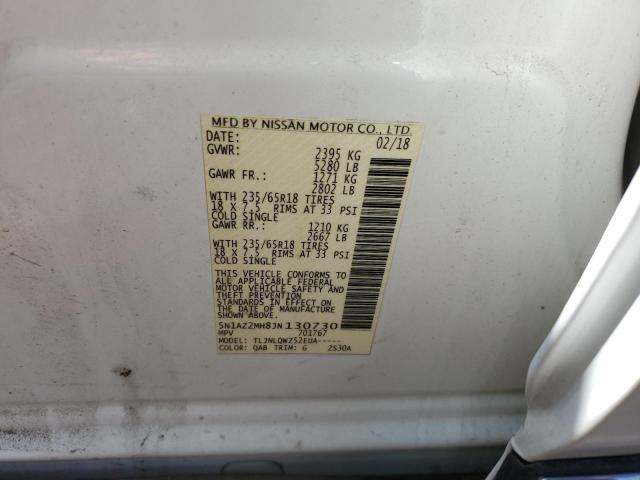 MFD BY NISSAN MOTOR CO., LTD.
DATE: 02/18
GVWR: 2395 KG
5280 LB
GAWR FR.: 1271 KG
2802 LB
WITH 235/65R18 TIRES
18 X 7.5 RIMS AT 33 PSI
COLD SINGLE
GAWR RR.: 1210 KG
2667 LB
WITH 235/65R18 TIRES
18 X 7.5 RIMS AT 33 PSI
COLD SINGLE
THIS VEHICLE CONFORMS TO
ALL APPLICABLE FEDERAL
MOTOR VEHICLE SAFETY AND
THEFT PREVENTION
STANDARDS IN EFFECT ON
THE DATE OF MANUFACTURE
SHOWN ABOVE.
5N1AZ2MH8JN130730
MPV 701767
MODEL: TLJNLQWZ52EUA-----
COLOR: QAB TRIM: G 2S30A